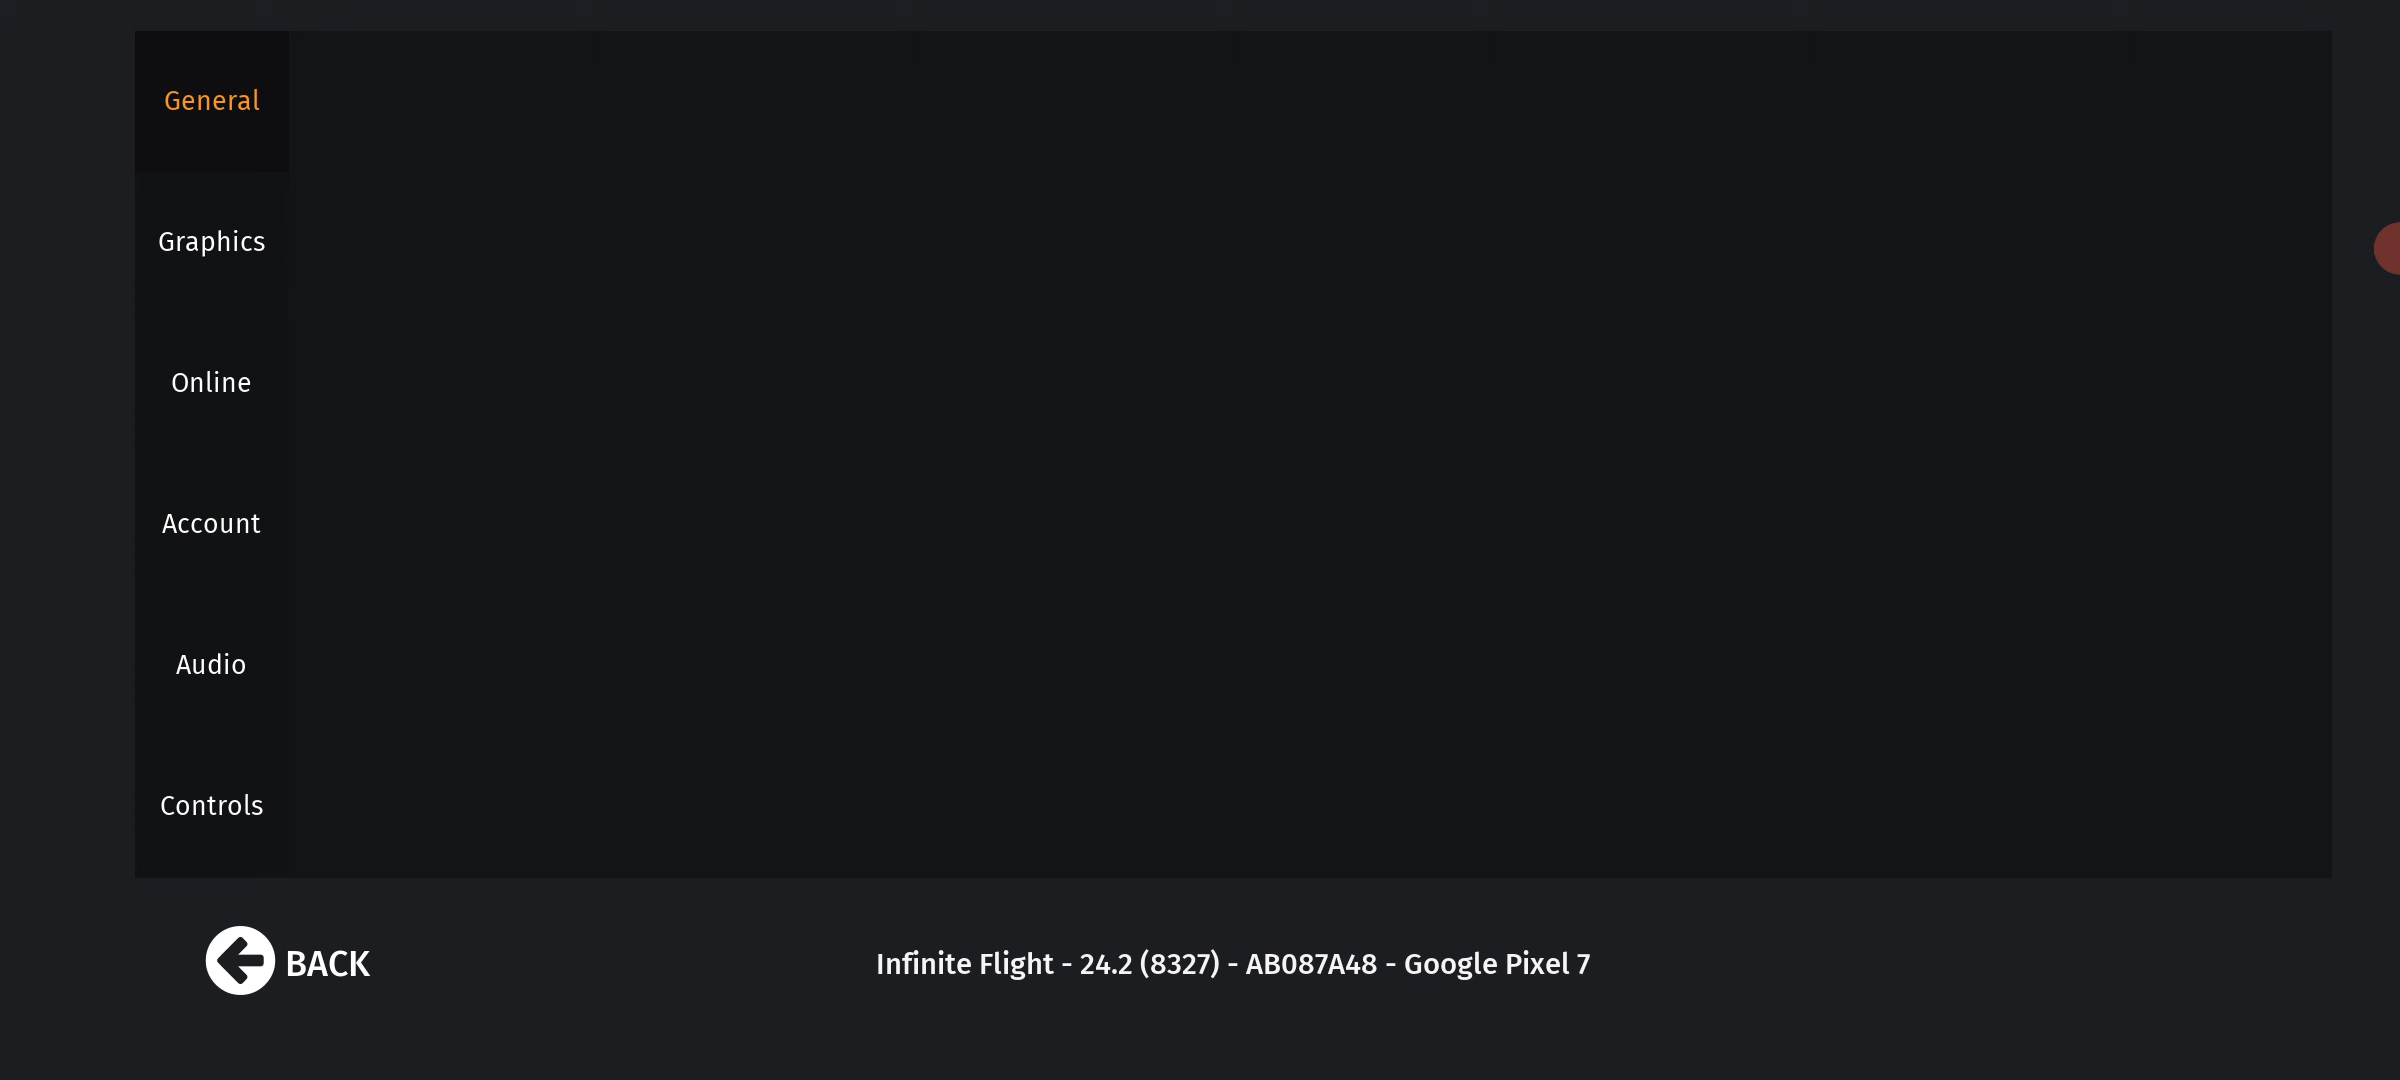 General
Graphics
Online
Account
Audio
Controls
BACK
Infinite Flight - 24.2 (8327) - AB087A48 - Google Pixel 7